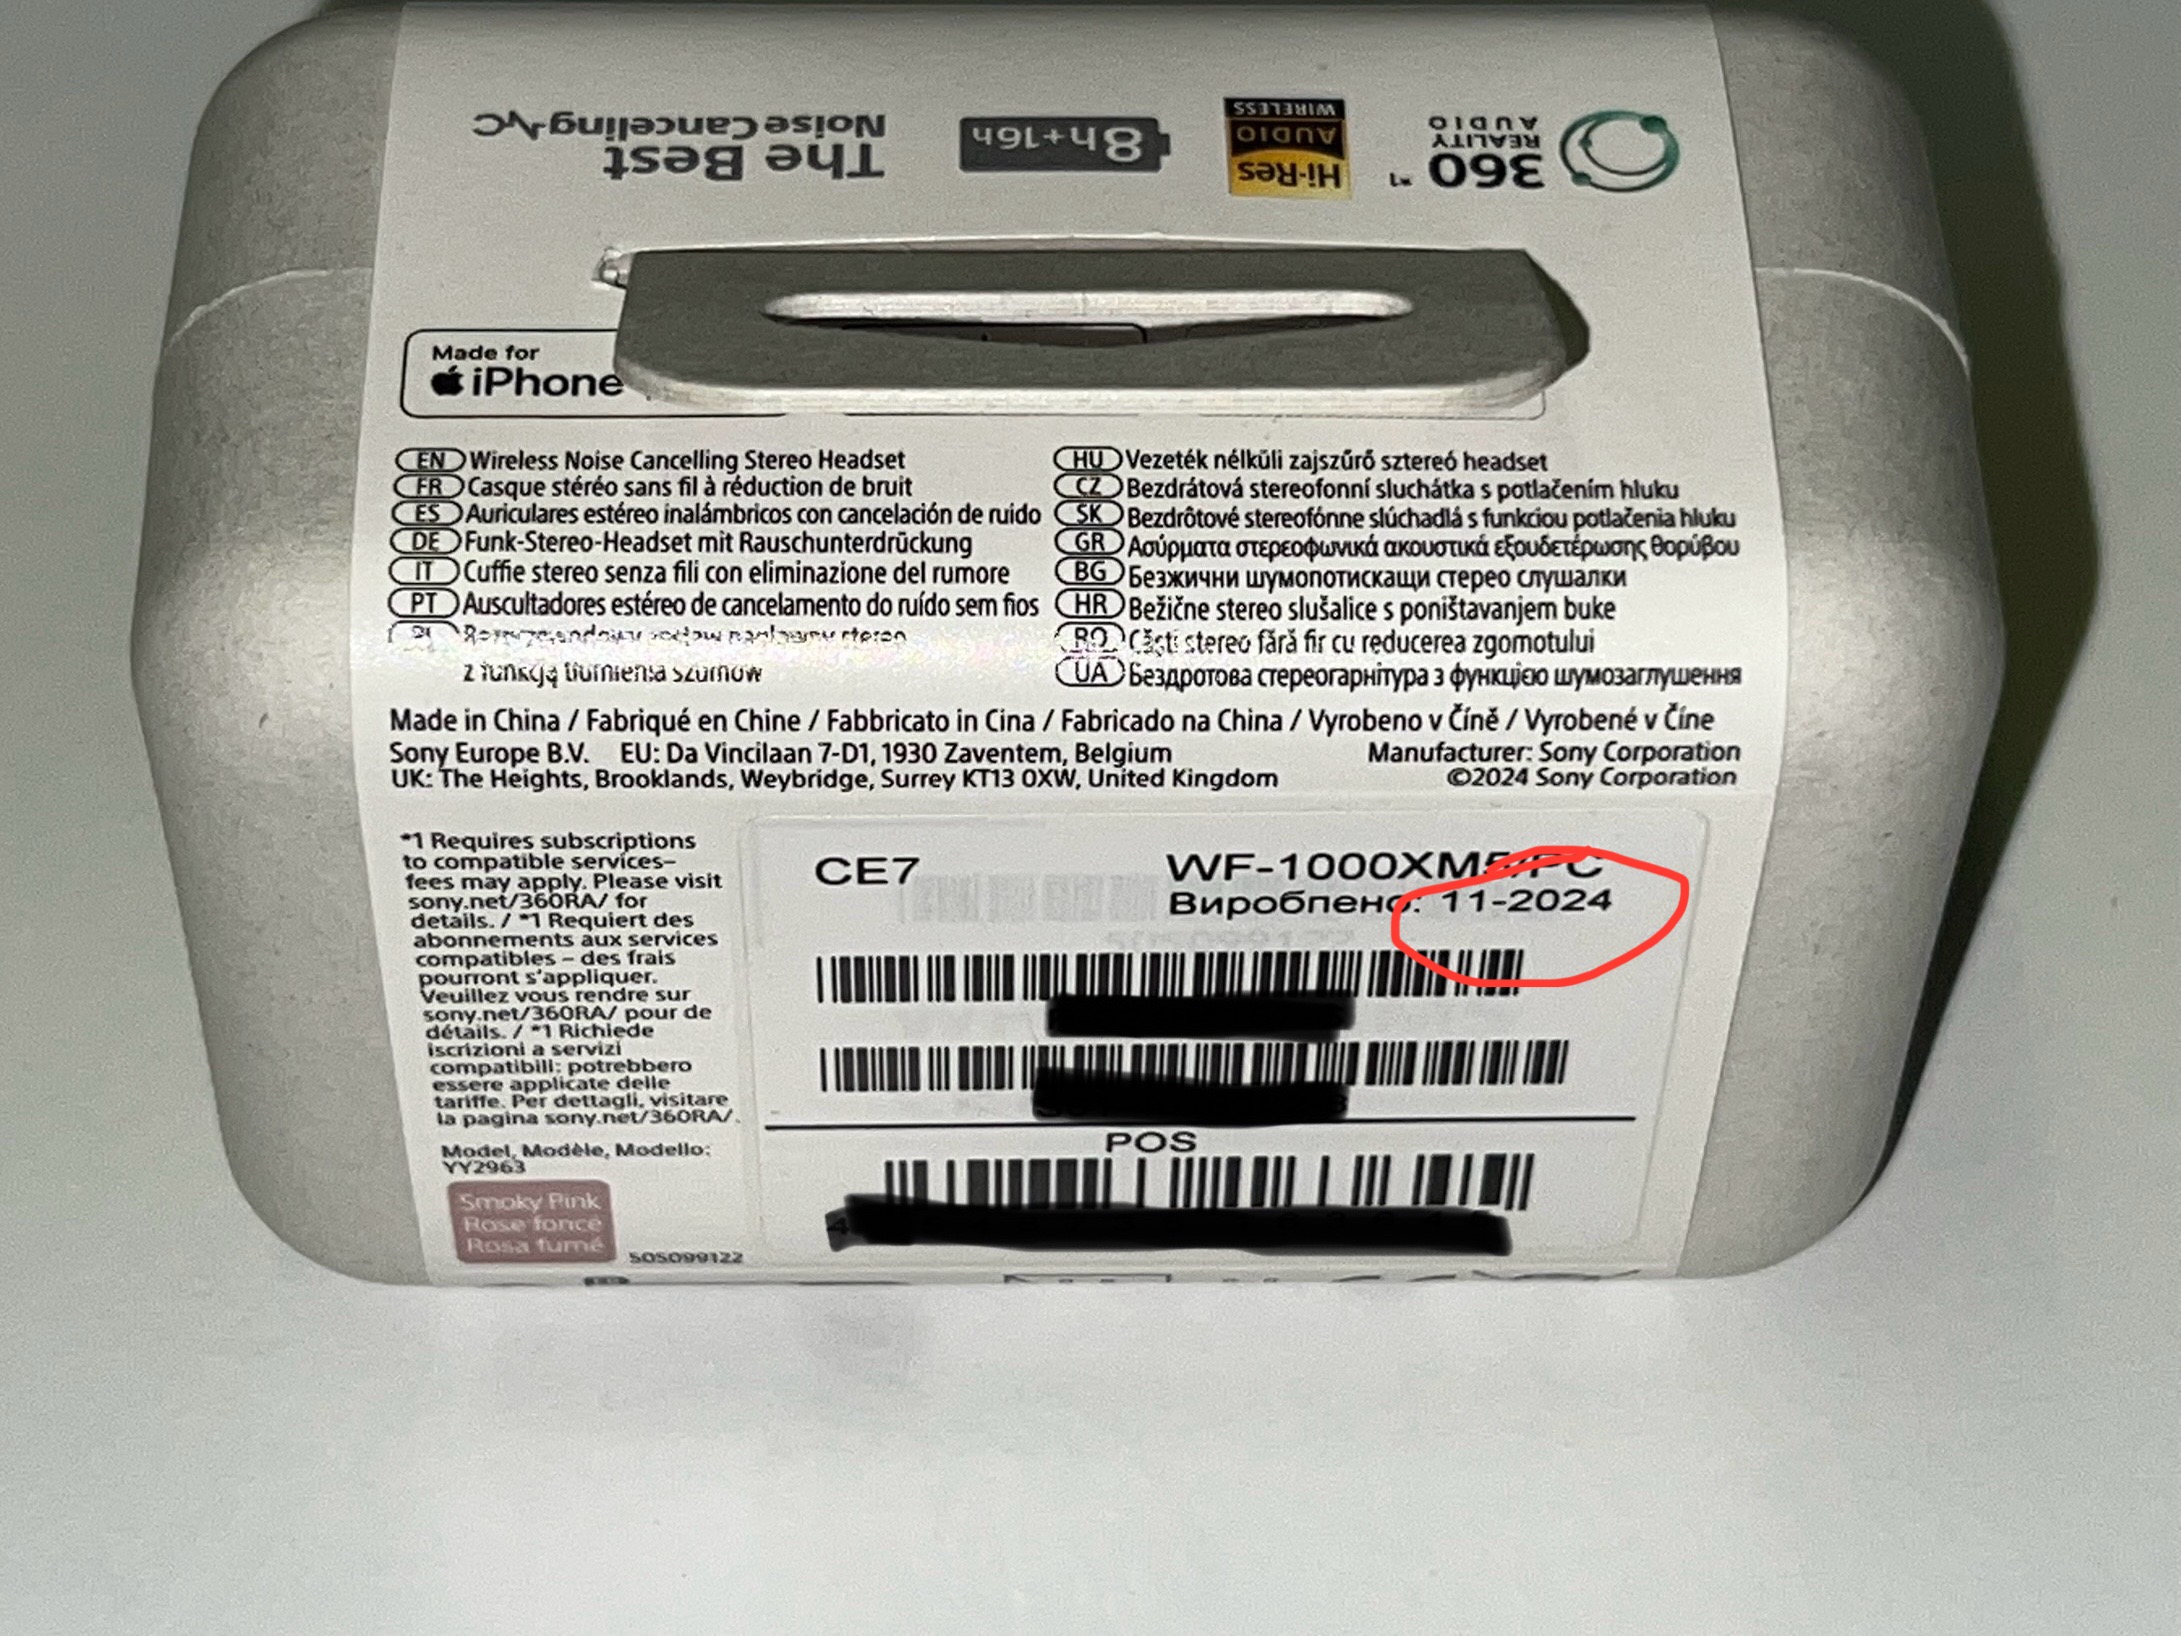 360 *1
REALITY
AUDIO
Hi-Res
AUDIO
WIRELESS
8h+16h
The Best
Noise Canceling
Made for
iPhone
EN Wireless Noise Cancelling Stereo Headset
FR Casque stéréo sans fil à réduction de bruit
ES Auriculares estéreo inalámbricos con cancelación de ruido
DE Funk-Stereo-Headset mit Rauschunterdrückung
IT Cuffie stereo senza fili con eliminazione del rumore
PT Auscultadores estéreo de cancelamento do ruído sem fios
stereo
z funkcją tłumienia szumów
HU Vezeték nélküli zajszűrő sztereó headset
CZ Bezdrátová stereofonní sluchátka s potlačením hluku
SK Bezdrôtové stereofónne slúchadlá s funkciou potlačenia hluku
GR Ασύρματα στερεοφωνικά ακουστικά εξουδετέρωσης θορύβου
BG Безжични шумопотискащи стерео слушалки
HR Bežične stereo slušalice s poništavanjem buke
RO Căști stereo fără fir cu reducerea zgomotului
UA Бездротова стереогарнітура з функцією шумозаглушення
Made in China / Fabriqué en Chine / Fabbricato in Cina / Fabricado na China / Vyrobeno v Číně / Vyrobené v Číne
Sony Europe B.V. EU: Da Vincilaan 7-D1, 1930 Zaventem, Belgium
UK: The Heights, Brooklands, Weybridge, Surrey KT13 0XW, United Kingdom
Manufacturer: Sony Corporation
©2024 Sony Corporation
*1 Requires subscriptions
to compatible services–
fees may apply. Please visit
sony.net/360RA/ for
details. / *1 Requiert des
abonnements aux services
compatibles – des frais
pourront s'appliquer.
Veuillez vous rendre sur
sony.net/360RA/ pour de
détails. / *1 Richiede
iscrizioni a servizi
compatibili: potrebbero
essere applicate delle
tariffe. Per dettagli, visitare
la pagina sony.net/360RA/.
Model, Modèle, Modello:
YY2963
Smoky Pink
Rose foncé
Rosa fumé
505099122
CE7
WF-1000XM5/PC
Вироблено: 11-2024
POS